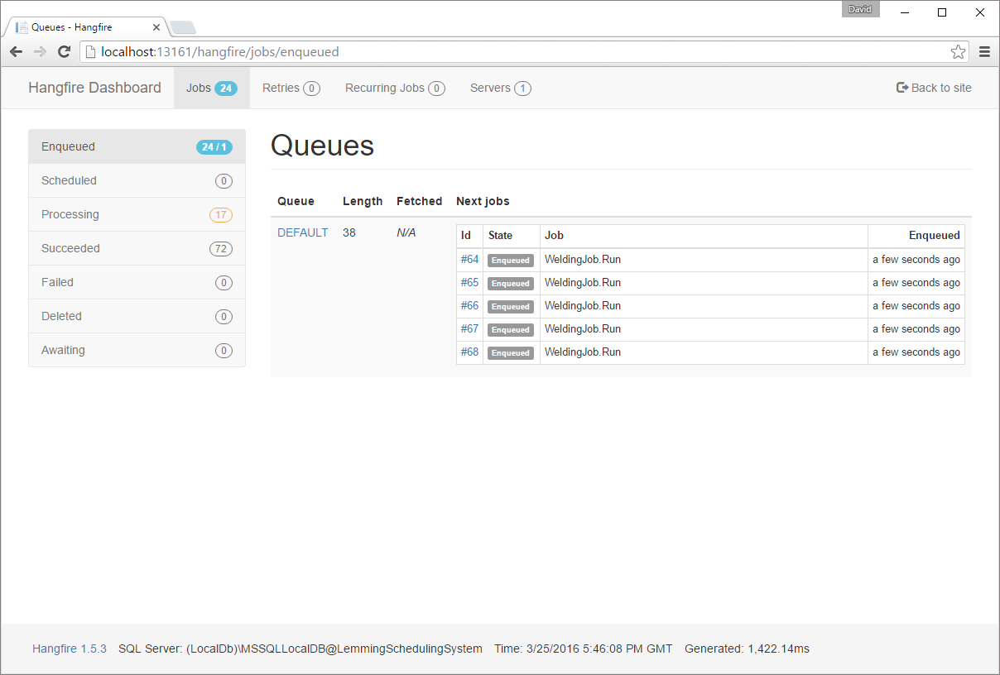 David
Queues - Hangfire
localhost:13161/hangfire/jobs/enqueued
Hangfire Dashboard Jobs 24 Retries 0 Recurring Jobs 0 Servers 1 Back to site
Enqueued 24 / 1
Scheduled 0
Processing 17
Succeeded 72
Failed 0
Deleted 0
Awaiting 0
Queues
Queue Length Fetched Next jobs
DEFAULT 38 N/A
Id State Job Enqueued
#64 Enqueued WeldingJob.Run a few seconds ago
#65 Enqueued WeldingJob.Run a few seconds ago
#66 Enqueued WeldingJob.Run a few seconds ago
#67 Enqueued WeldingJob.Run a few seconds ago
#68 Enqueued WeldingJob.Run a few seconds ago
Hangfire 1.5.3 SQL Server: (LocalDb)\MSSQLLocalDB@LemmingSchedulingSystem Time: 3/25/2016 5:46:08 PM GMT Generated: 1,422.14ms